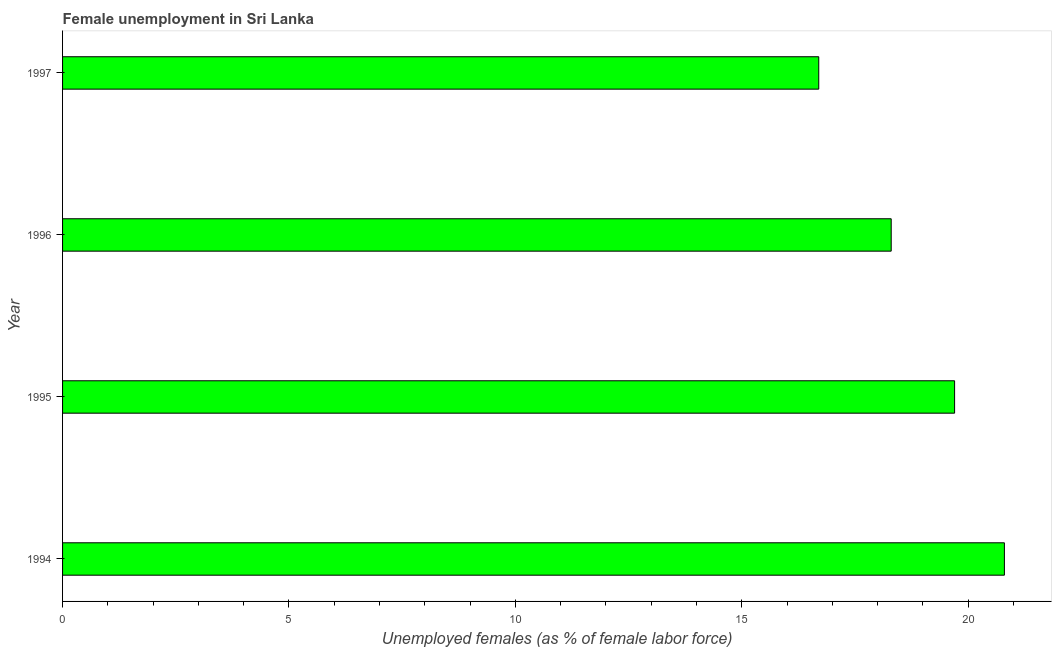 Female unemployment in Sri Lanka
1997
1996
1995
1994
Year
0 5 10 15 20
Unemployed females (as % of female labor force)